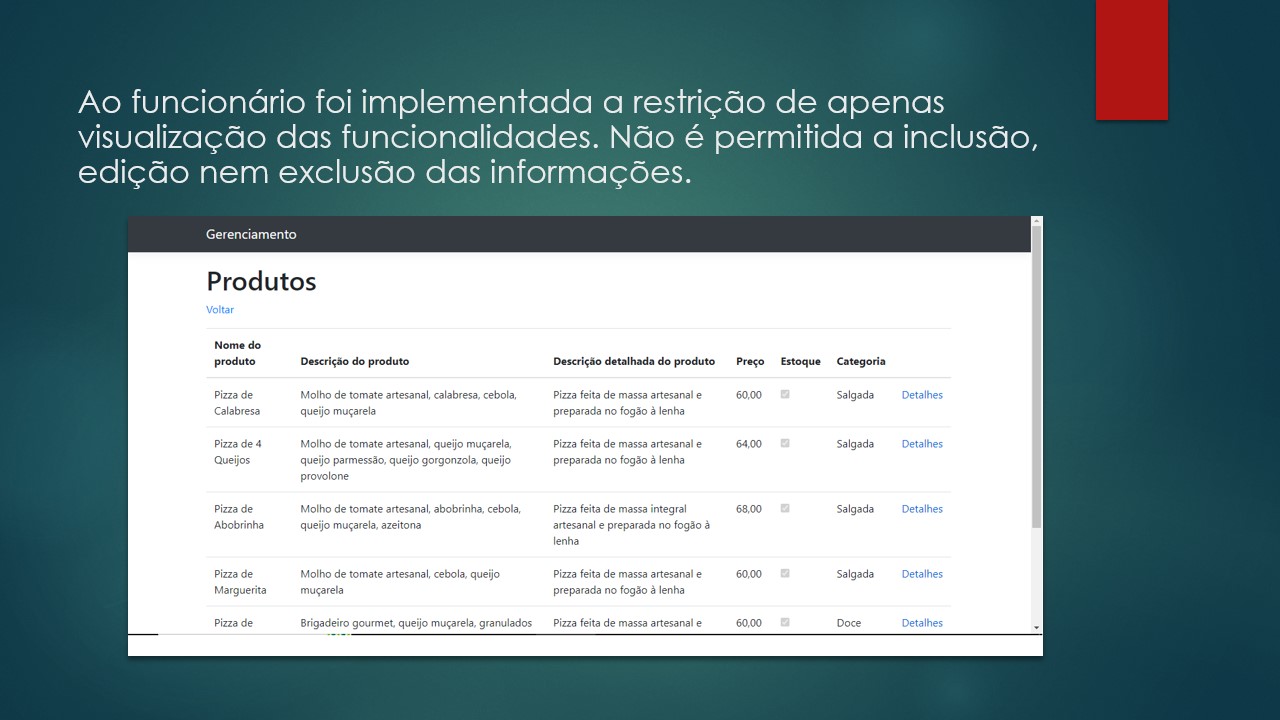 Ao funcionário foi implementada a restrição de apenas
visualização das funcionalidades. Não é permitida a inclusão,
edição nem exclusão das informações.
Gerenciamento
Produtos
Voltar
Nome do
produto
Descrição do produto
Descrição detalhada do produto
Preço
Estoque
Categoria
Pizza de
Calabresa
Molho de tomate artesanal, calabresa, cebola,
queijo muçarela
Pizza feita de massa artesanal e
preparada no fogão à lenha
60,00
Salgada
Detalhes
Pizza de 4
Queijos
Molho de tomate artesanal, queijo muçarela,
queijo parmessão, queijo gorgonzola, queijo
provolone
Pizza feita de massa artesanal e
preparada no fogão à lenha
64,00
Salgada
Detalhes
Pizza de
Abobrinha
Molho de tomate artesanal, abobrinha, cebola,
queijo muçarela, azeitona
Pizza feita de massa integral
artesanal e preparada no fogão à
lenha
68,00
Salgada
Detalhes
Pizza de
Marguerita
Molho de tomate artesanal, cebola, queijo
muçarela
Pizza feita de massa artesanal e
preparada no fogão à lenha
60,00
Salgada
Detalhes
Pizza de
Brigadeiro gourmet, queijo muçarela, granulados
Pizza feita de massa artesanal e
60,00
Doce
Detalhes